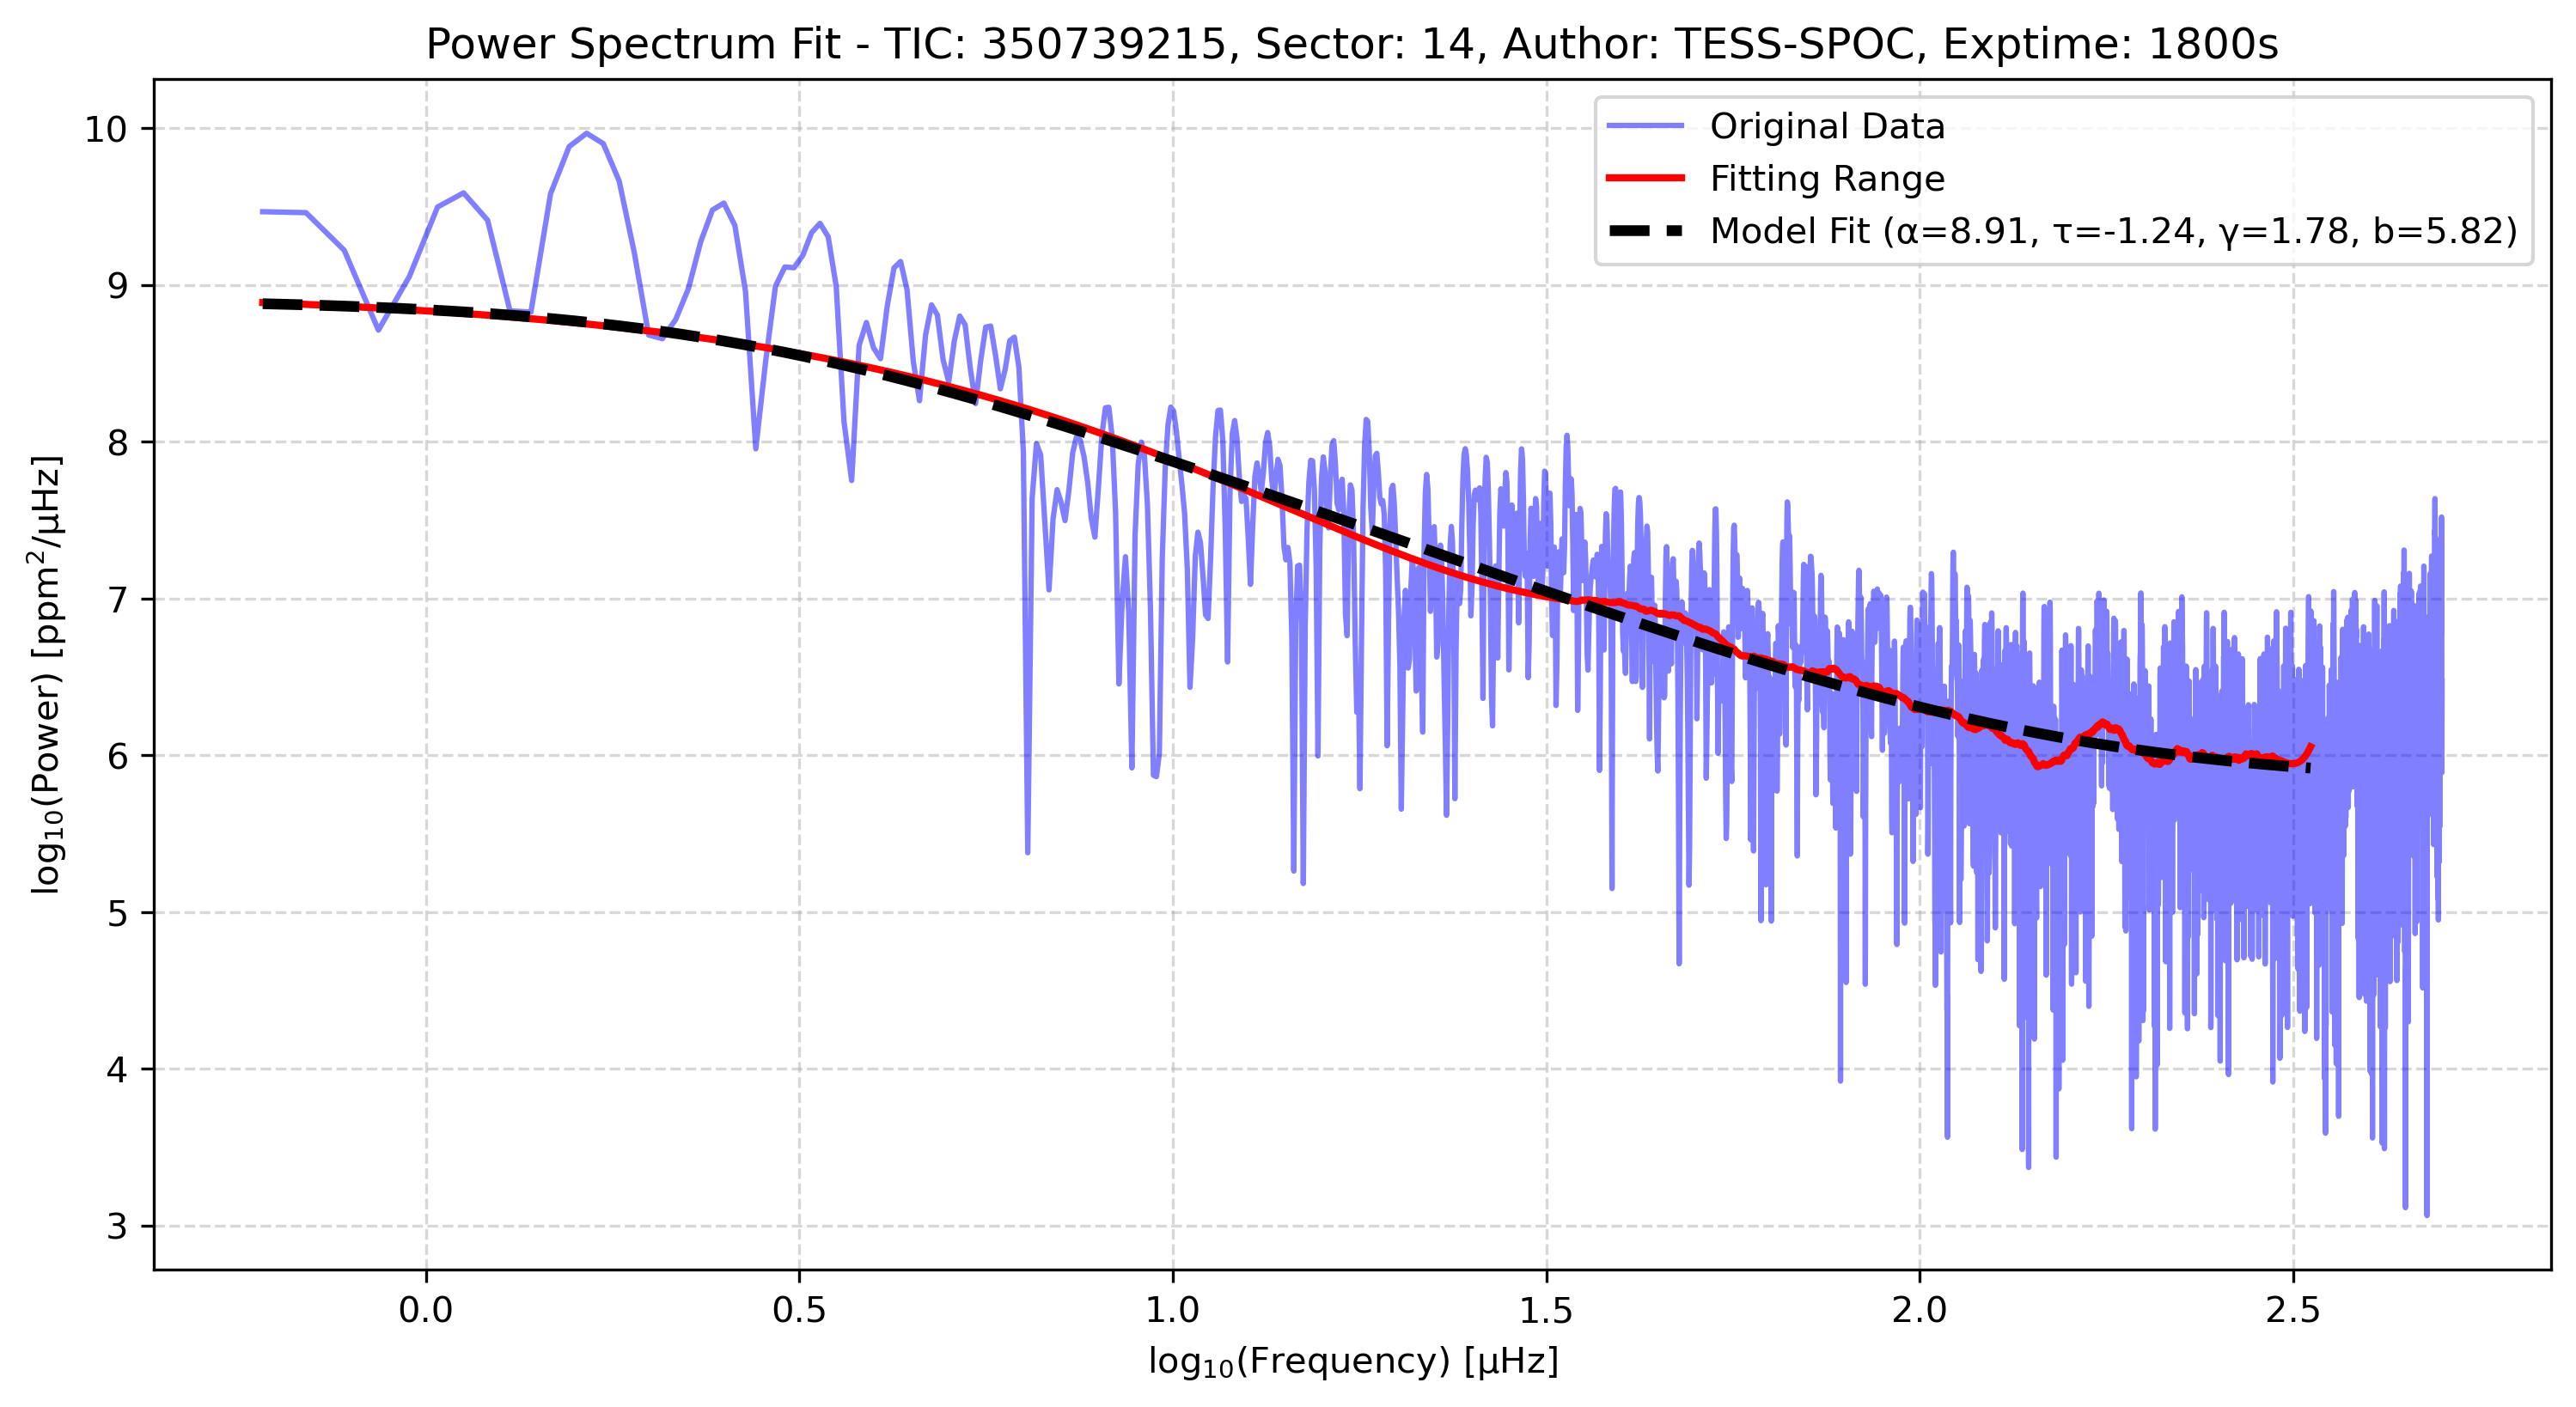 Power Spectrum Fit - TIC: 350739215, Sector: 14, Author: TESS-SPOC, Exptime: 1800s
Original Data
Fitting Range
Model Fit (α=8.91, τ=-1.24, γ=1.78, b=5.82)
log₁₀(Power) [ppm²/μHz]
10
9
8
7
6
5
4
3
0.0 0.5 1.0 1.5 2.0 2.5
log₁₀(Frequency) [μHz]